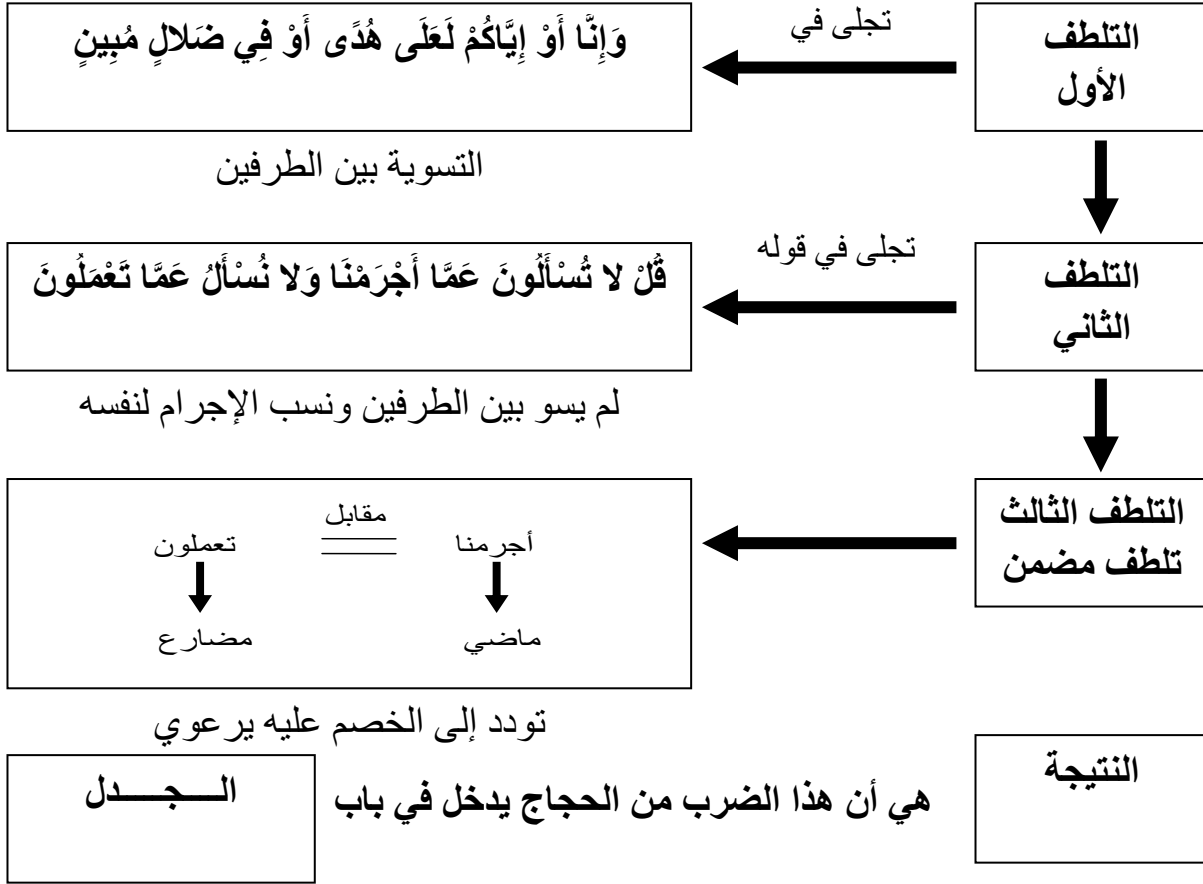 التلطف
الأول
تجلى في
وَإِنَّا أَوْ إِيَّاكُمْ لَعَلَى هُدًى أَوْ فِي ضَلالٍ مُبِينٍ
التسوية بين الطرفين
التلطف
الثاني
تجلى في قوله
قُلْ لا تُسْأَلُونَ عَمَّا أَجْرَمْنَا وَلا نُسْأَلُ عَمَّا تَعْمَلُونَ
لم يسو بين الطرفين ونسب الإجرام لنفسه
التلطف الثالث
تلطف مضمن
أجرمنا
مقابل
تعملون
ماضي
مضارع
تودد إلى الخصم عليه يرعوي
النتيجة
هي أن هذا الضرب من الحجاج يدخل في باب
الــجــــدل